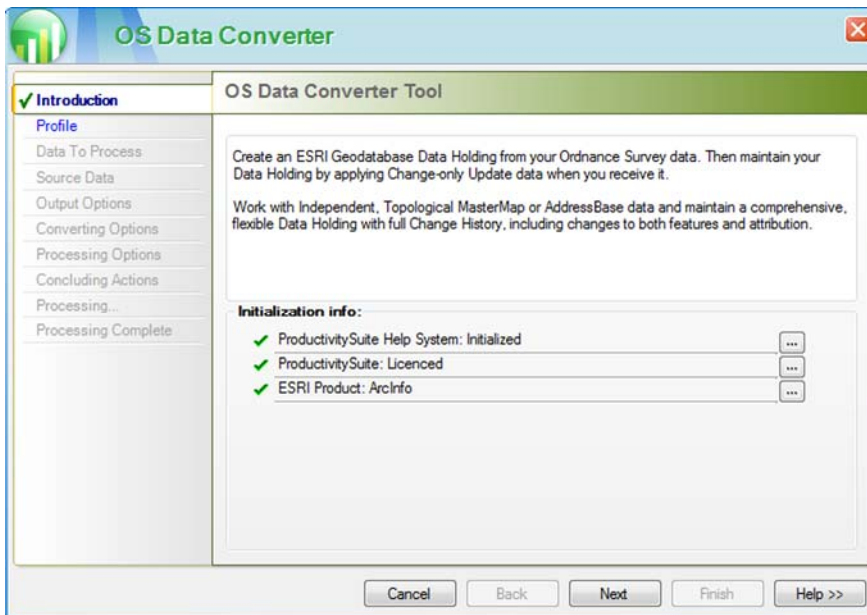 OS Data Converter
Introduction
Profile
Data To Process
Source Data
Output Options
Converting Options
Processing Options
Concluding Actions
Processing...
Processing Complete
OS Data Converter Tool
Create an ESRI Geodatabase Data Holding from your Ordnance Survey data. Then maintain your
Data Holding by applying Change-only Update data when you receive it.
Work with Independent, Topological MasterMap or AddressBase data and maintain a comprehensive,
flexible Data Holding with full Change History, including changes to both features and attribution.
Initialization info:
ProductivitySuite Help System: Initialized
...
ProductivitySuite: Licenced
...
ESRI Product: ArcInfo
...
Cancel
Back
Next
Finish
Help >>